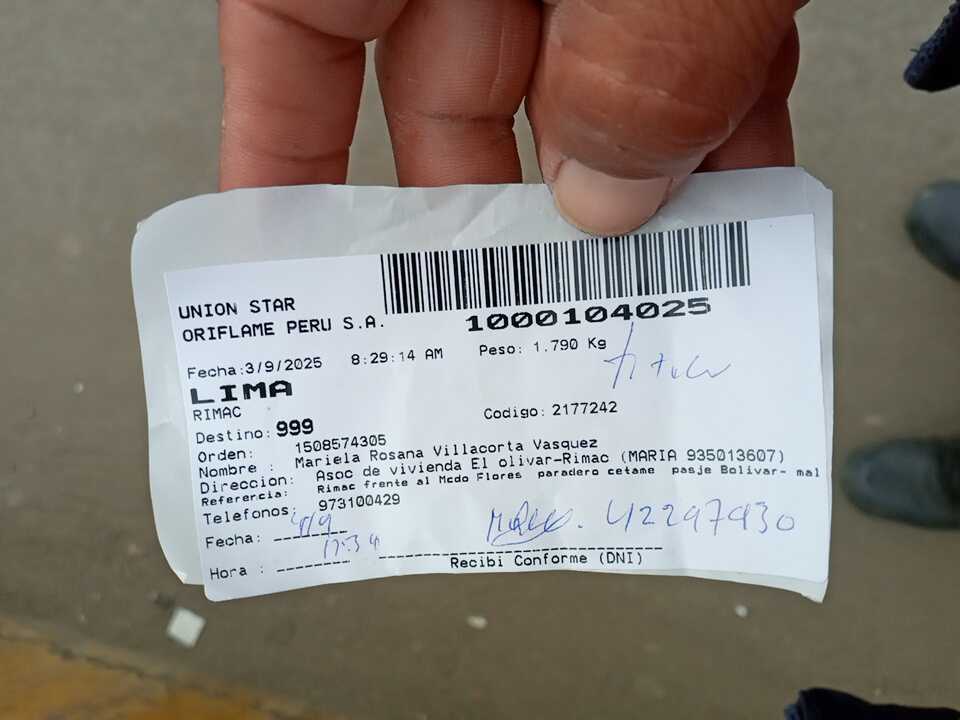 UNION STAR
ORIFLAME PERU S.A.
1000104025
Fecha:3/9/2025 8:29:14 AM Peso: 1.790 Kg
LIMA
titular
RIMAC
Codigo: 2177242
Destino: 999
Orden: 1508574305
Nombre : Mariela Rosana Villacorta Vasquez
Direccion: Asoc de vivienda El olivar-Rimac (MARIA 935013607)
Referencia: Rimac frente al Mcdo Flores paradero cetame pasje Bolivar- mal
Telefonos: 973100429
Fecha: 4/9
42297430
Hora : 17:34
Recibi Conforme (DNI)